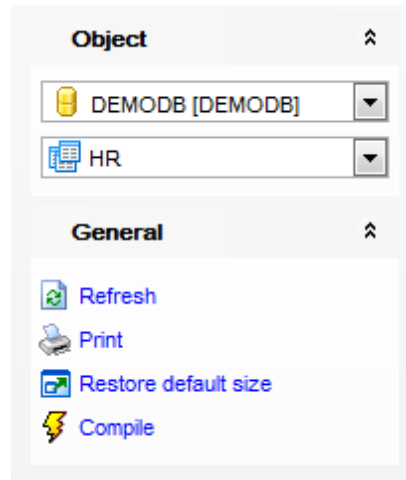 Object
DEMODB [DEMODB]
HR
General
Refresh
Print
Restore default size
Compile